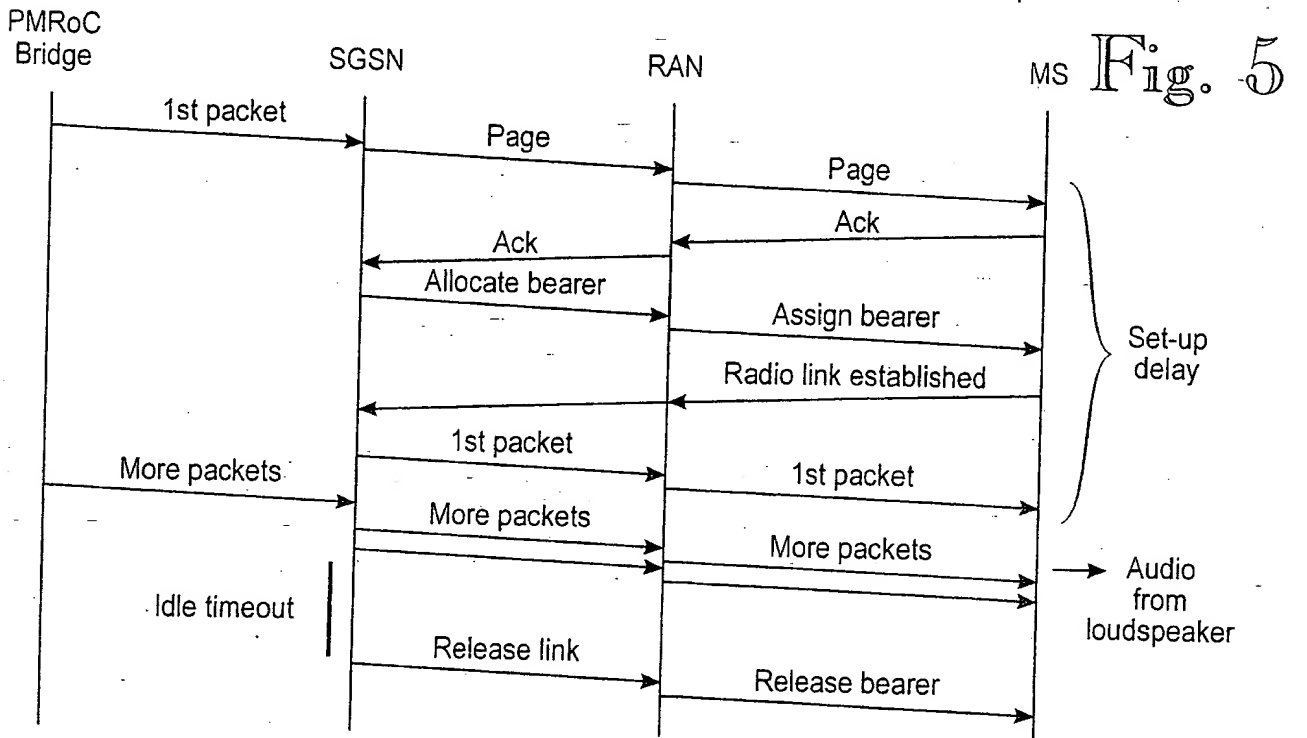 PMRoC
Bridge
SGSN
RAN
MS
Fig. 5
1st packet
Page
Page
Ack
Ack
Allocate bearer
Assign bearer
Set-up
delay
Radio link established
1st packet
More packets
1st packet
More packets
More packets
Audio
from
loudspeaker
Idle timeout
Release link
Release bearer